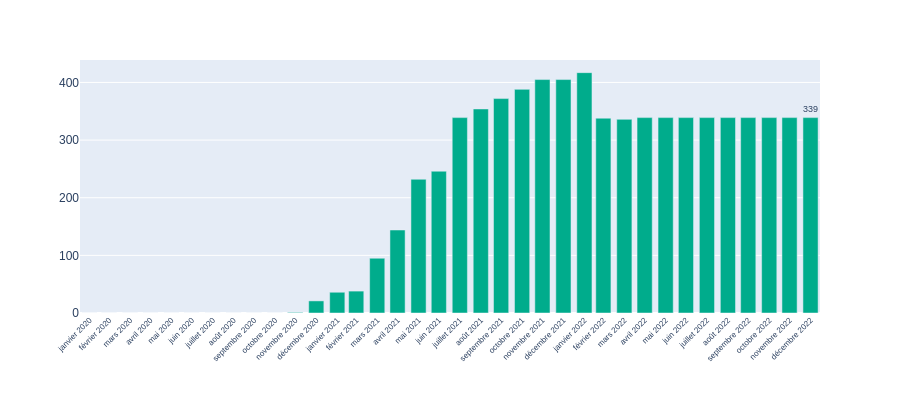 400
300
200
100
0
339
janvier 2020
février 2020
mars 2020
avril 2020
mai 2020
juin 2020
juillet 2020
août 2020
septembre 2020
octobre 2020
novembre 2020
décembre 2020
janvier 2021
février 2021
mars 2021
avril 2021
mai 2021
juin 2021
juillet 2021
août 2021
septembre 2021
octobre 2021
novembre 2021
décembre 2021
janvier 2022
février 2022
mars 2022
avril 2022
mai 2022
juin 2022
juillet 2022
août 2022
septembre 2022
octobre 2022
novembre 2022
décembre 2022